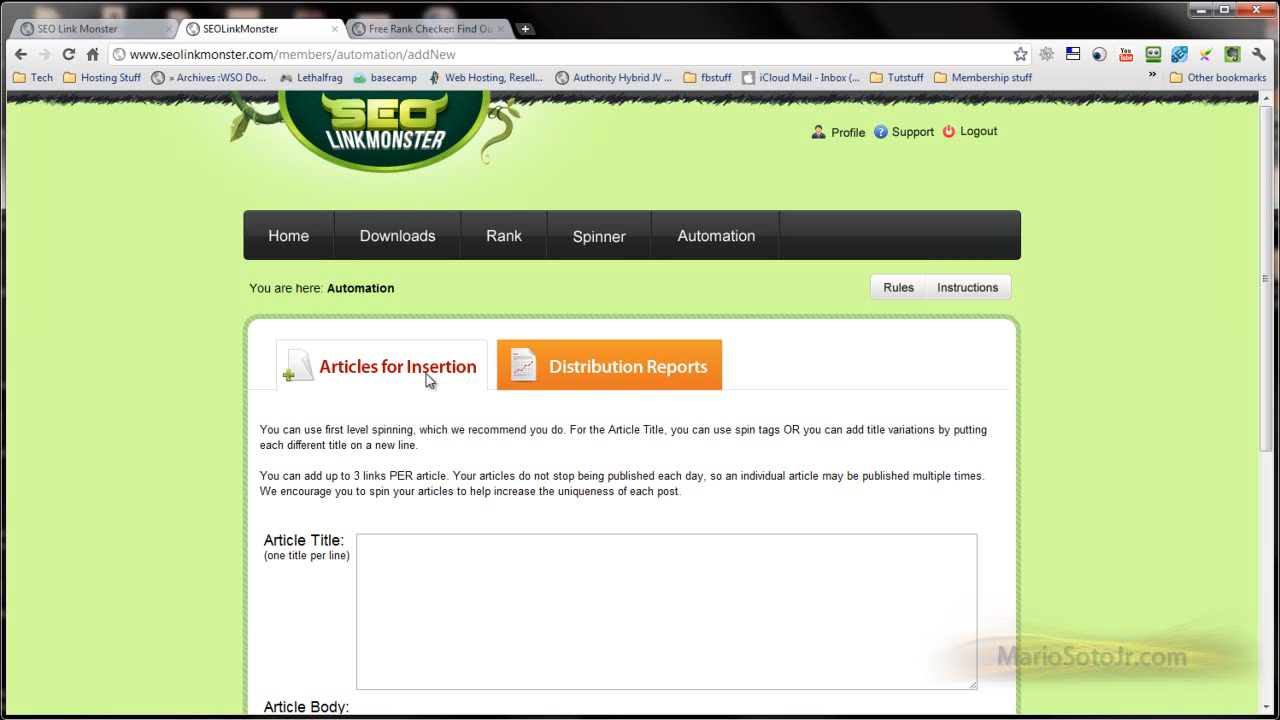 SEO Link Monster
SEOLinkMonster
Free Rank Checker: Find Ou
www.seolinkmonster.com/members/automation/addNew
Tech
Hosting Stuff
» Archives :WSO Do...
Lethalfrag
basecamp
Web Hosting, Resell...
Authority Hybrid JV ...
fbstuff
iCloud Mail - Inbox (...
Tutstuff
Membership stuff
»
Other bookmarks
You Tube
SEO
LINKMONSTER
Profile
Support
Logout
Home
Downloads
Rank
Spinner
Automation
You are here: Automation
Rules
Instructions
Articles for Insertion
Distribution Reports
You can use first level spinning, which we recommend you do. For the Article Title, you can use spin tags OR you can add title variations by putting
each different title on a new line.
You can add up to 3 links PER article. Your articles do not stop being published each day, so an individual article may be published multiple times.
We encourage you to spin your articles to help increase the uniqueness of each post.
Article Title:
(one title per line)
MarioSotoJr.com
Article Body: